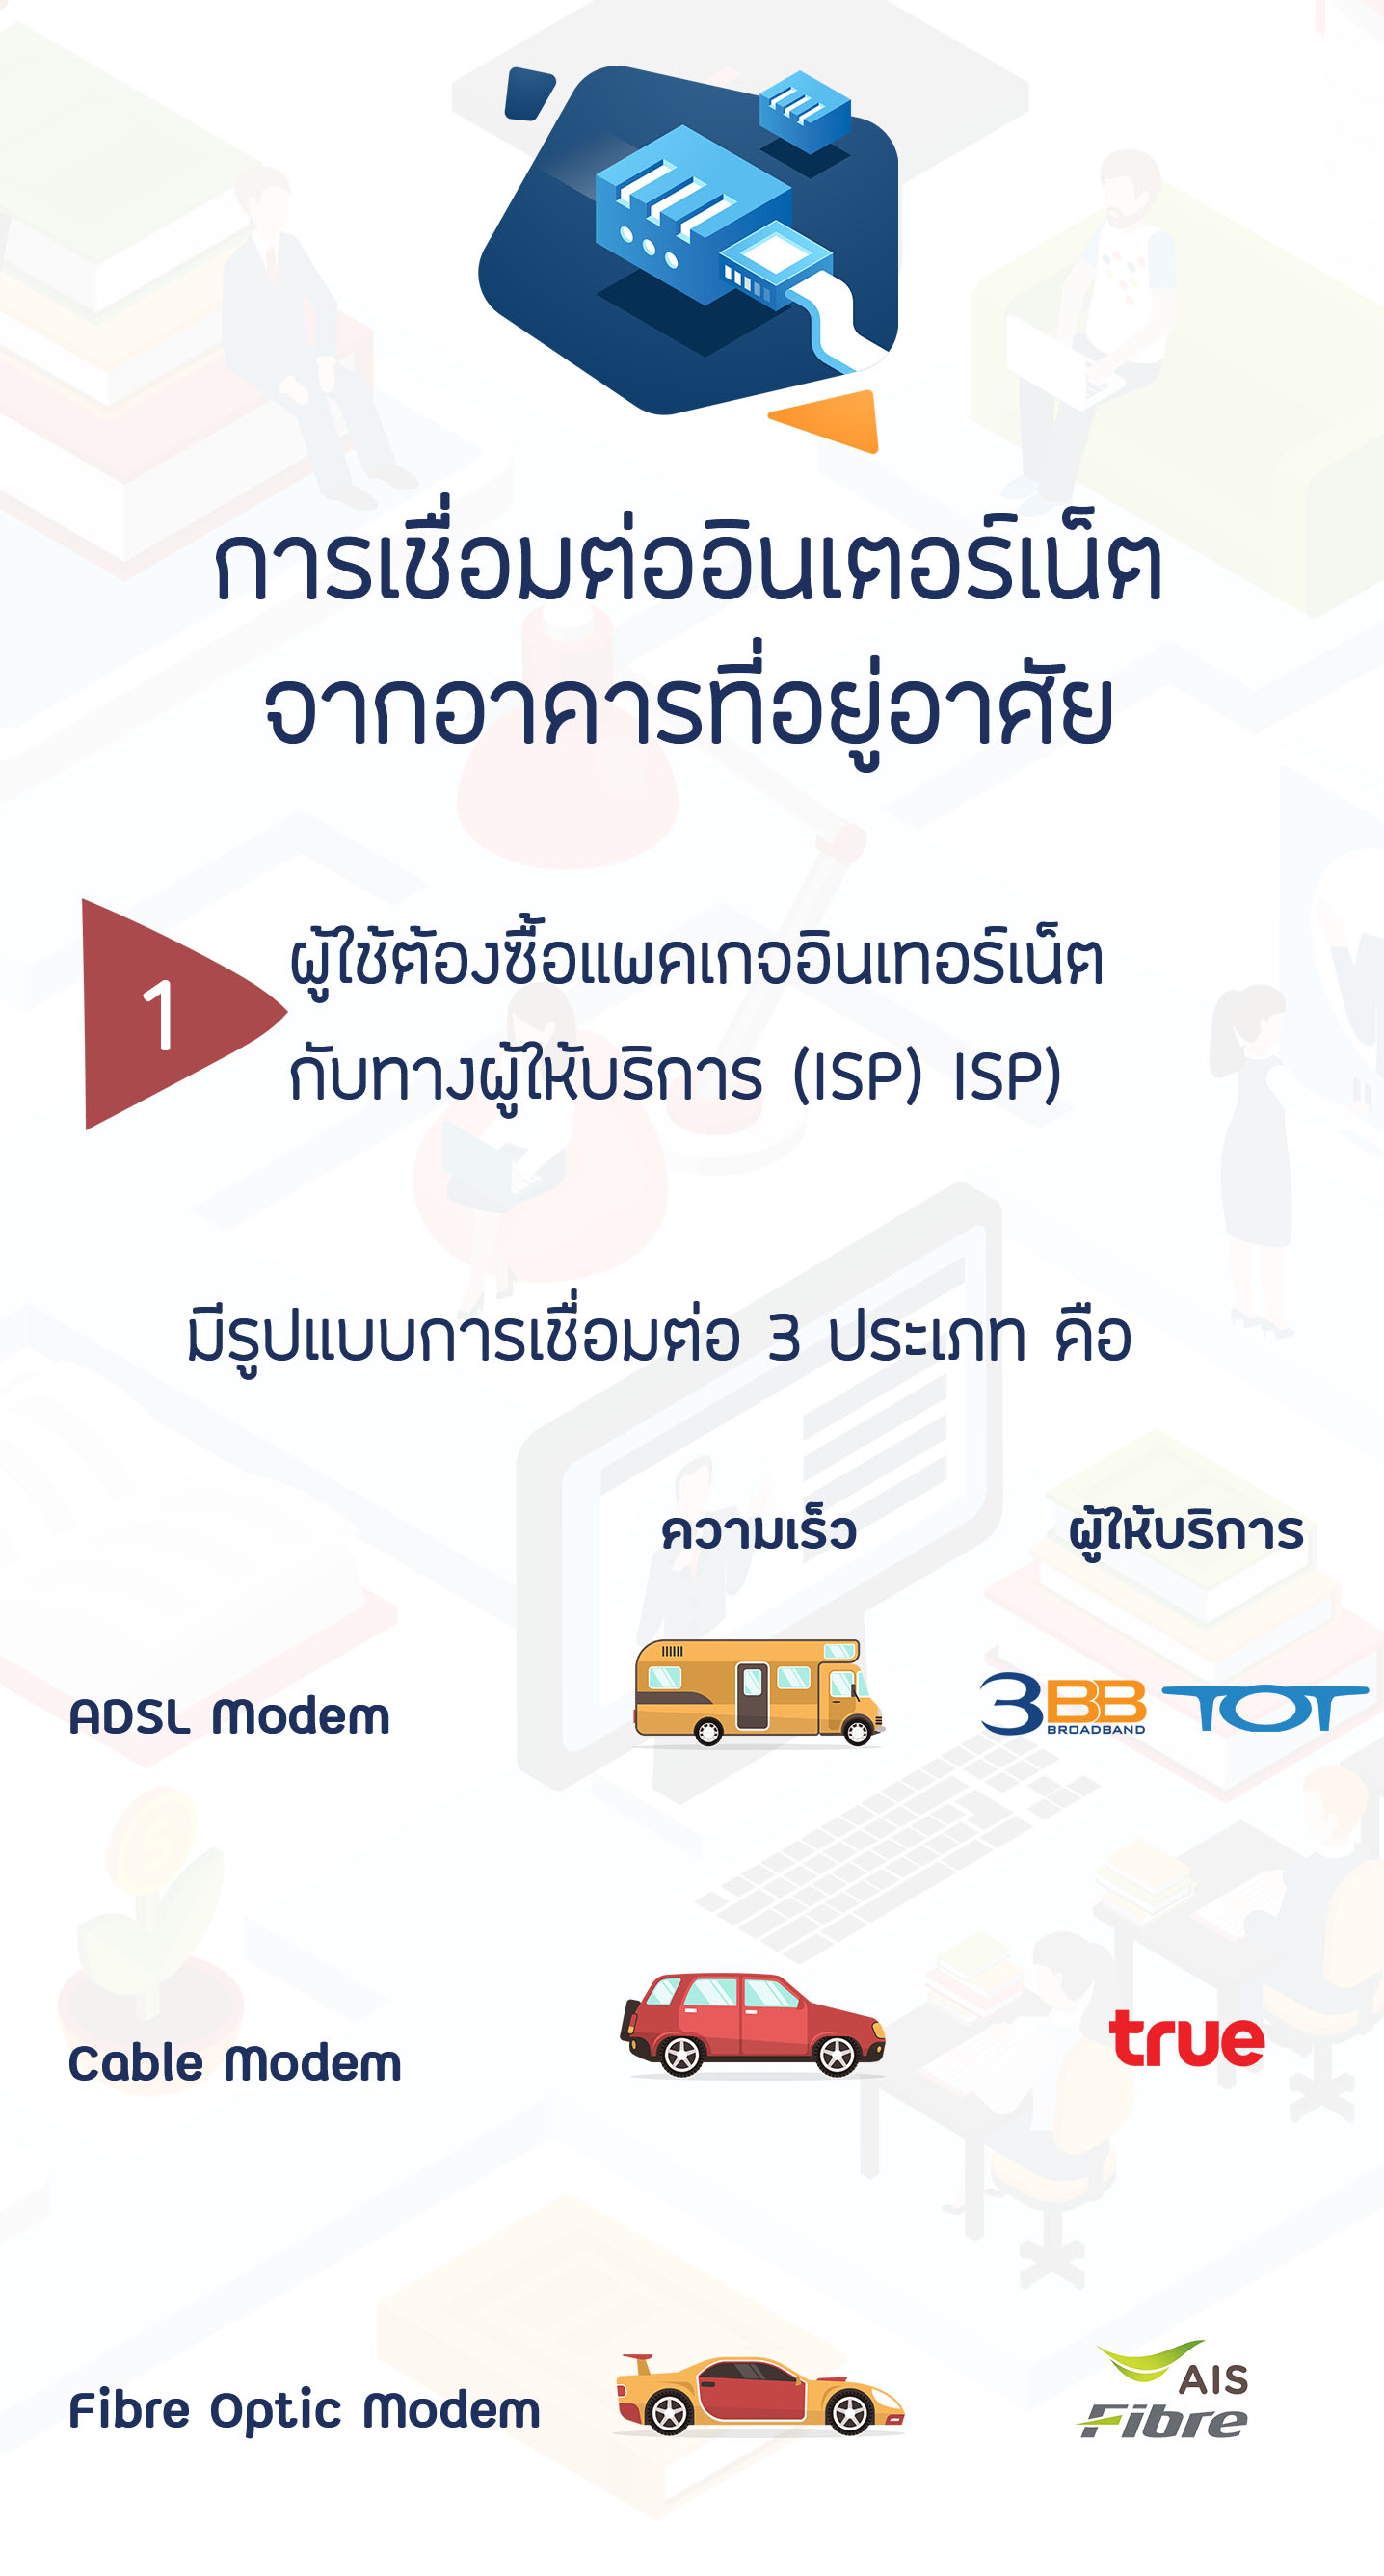 การเชื่อมต่ออินเตอร์เน็ต
จากอาคารที่อยู่อาศัย
1
ผู้ใช้ต้องซื้อแพคเกจอินเทอร์เน็ต
กับทางผู้ให้บริการ (ISP) ISP)
มีรูปแบบการเชื่อมต่อ 3 ประเภท คือ
ความเร็ว ผู้ให้บริการ
ADSL Modem 3BB BROADBAND TOT
Cable Modem true
Fibre Optic Modem AIS Fibre